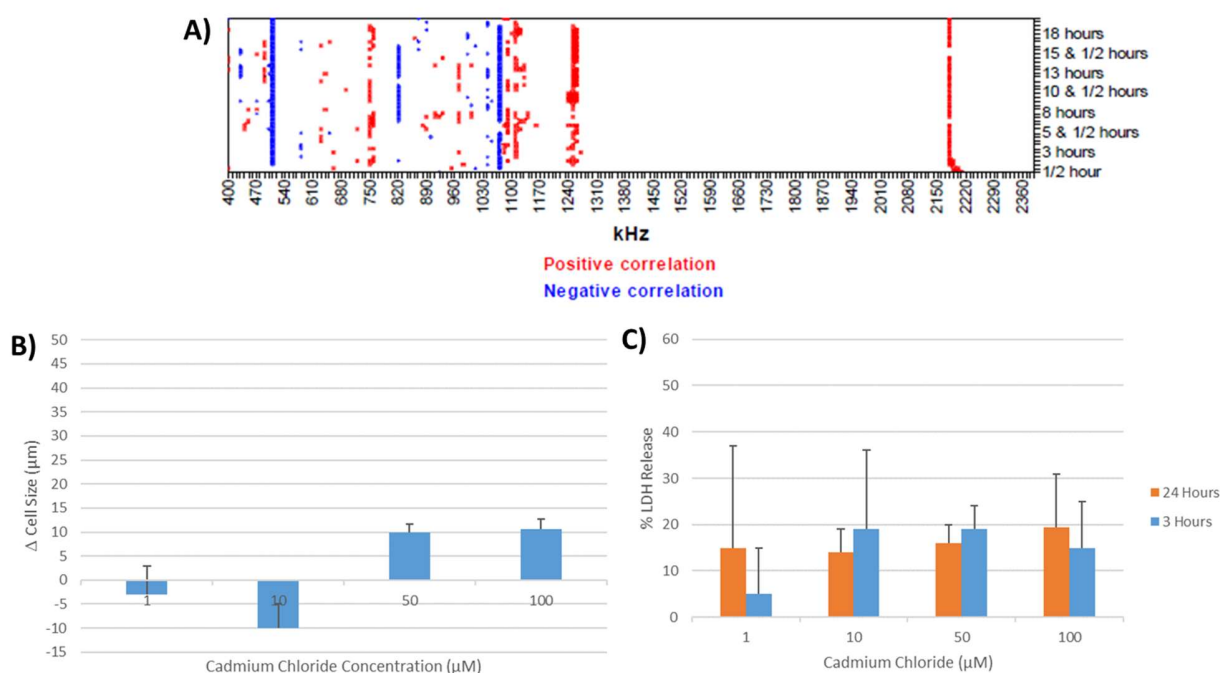 A)
18 hours
15 & 1/2 hours
13 hours
10 & 1/2 hours
8 hours
5 & 1/2 hours
3 hours
1/2 hour
400 470 540 610 680 750 820 890 960 1030 1100 1170 1240 1310 1380 1450 1520 1590 1660 1730 1800 1870 1940 2010 2080 2150 2220 2290 2360
kHz
Positive correlation
Negative correlation
B)
50
45
40
35
30
25
20
15
10
5
0
-5
-10
-15
Δ Cell Size (µm)
1 10 50 100
Cadmium Chloride Concentration (µM)
C)
60
50
40
30
20
10
0
% LDH Release
1 10 50 100
Cadmium Chloride (µM)
24 Hours
3 Hours